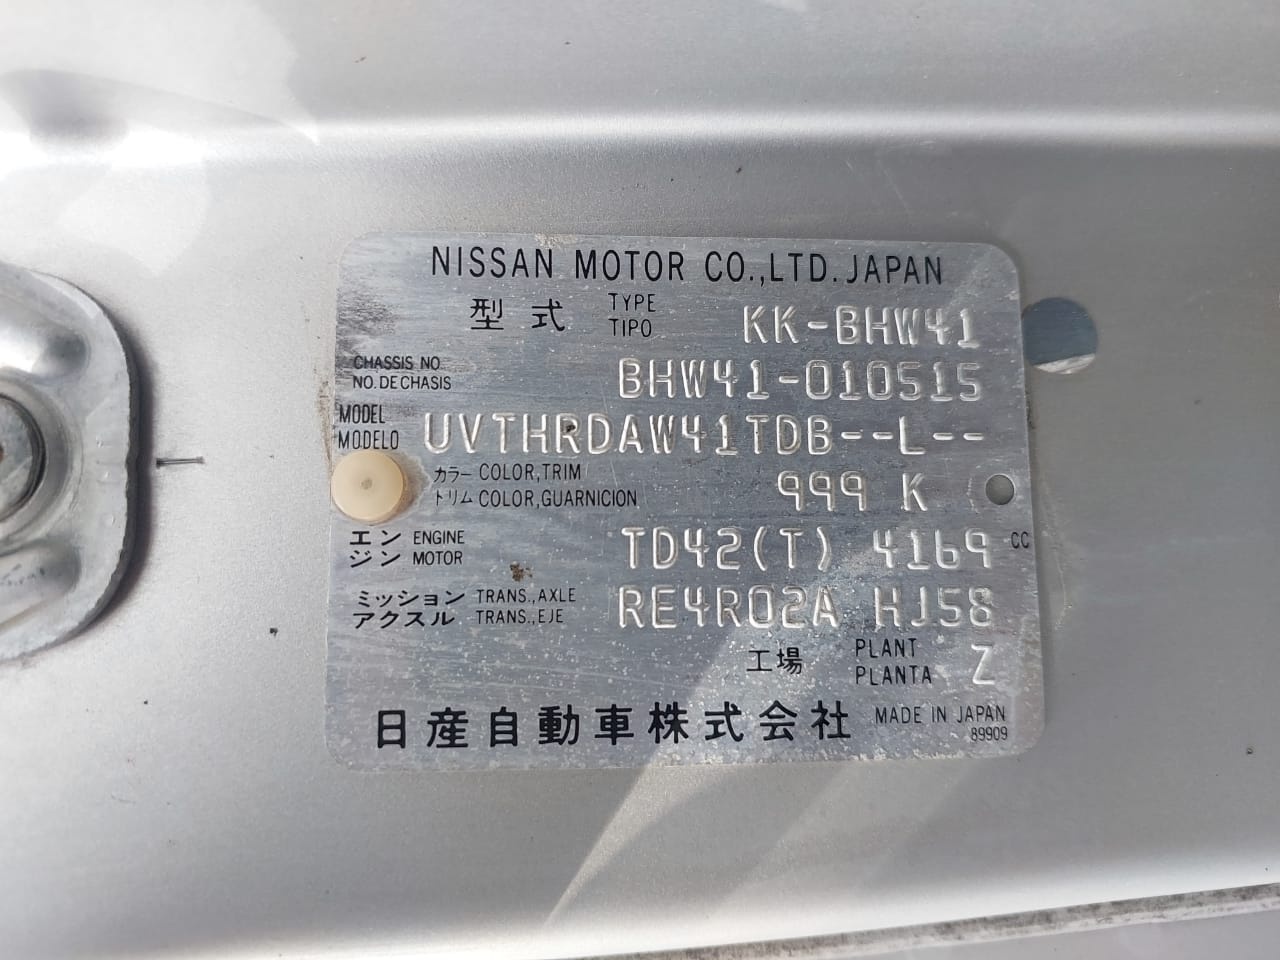 NISSAN MOTOR CO.,LTD. JAPAN
型式 TYPE TIPO KK-BHW41
CHASSIS NO. NO. DE CHASIS BHW41-010515
MODEL MODELO UVTHRDAW41TDB--L--
カラー COLOR,TRIM トリム COLOR,GUARNICION 999 K
エンジン ENGINE MOTOR TD42(T) 4169 CC
ミッション TRANS.,AXLE アクスル TRANS.,EJE RE4R02A HJ58
工場 PLANT PLANTA Z
日産自動車株式会社 MADE IN JAPAN
89909